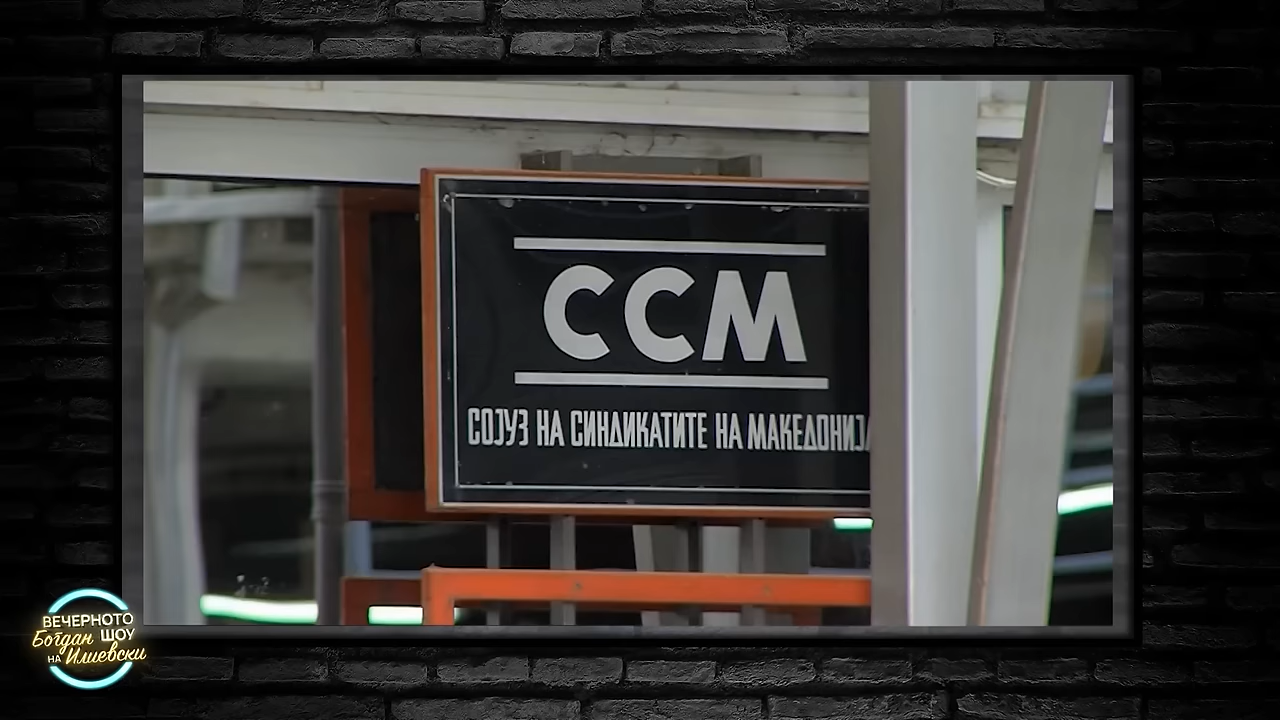 ССМ
СОЈУЗ НА СИНДИКАТИТЕ НА МАКЕДОНИЈА
ВЕЧЕРНОТО
Богдан ШОУ
НА Илиевски